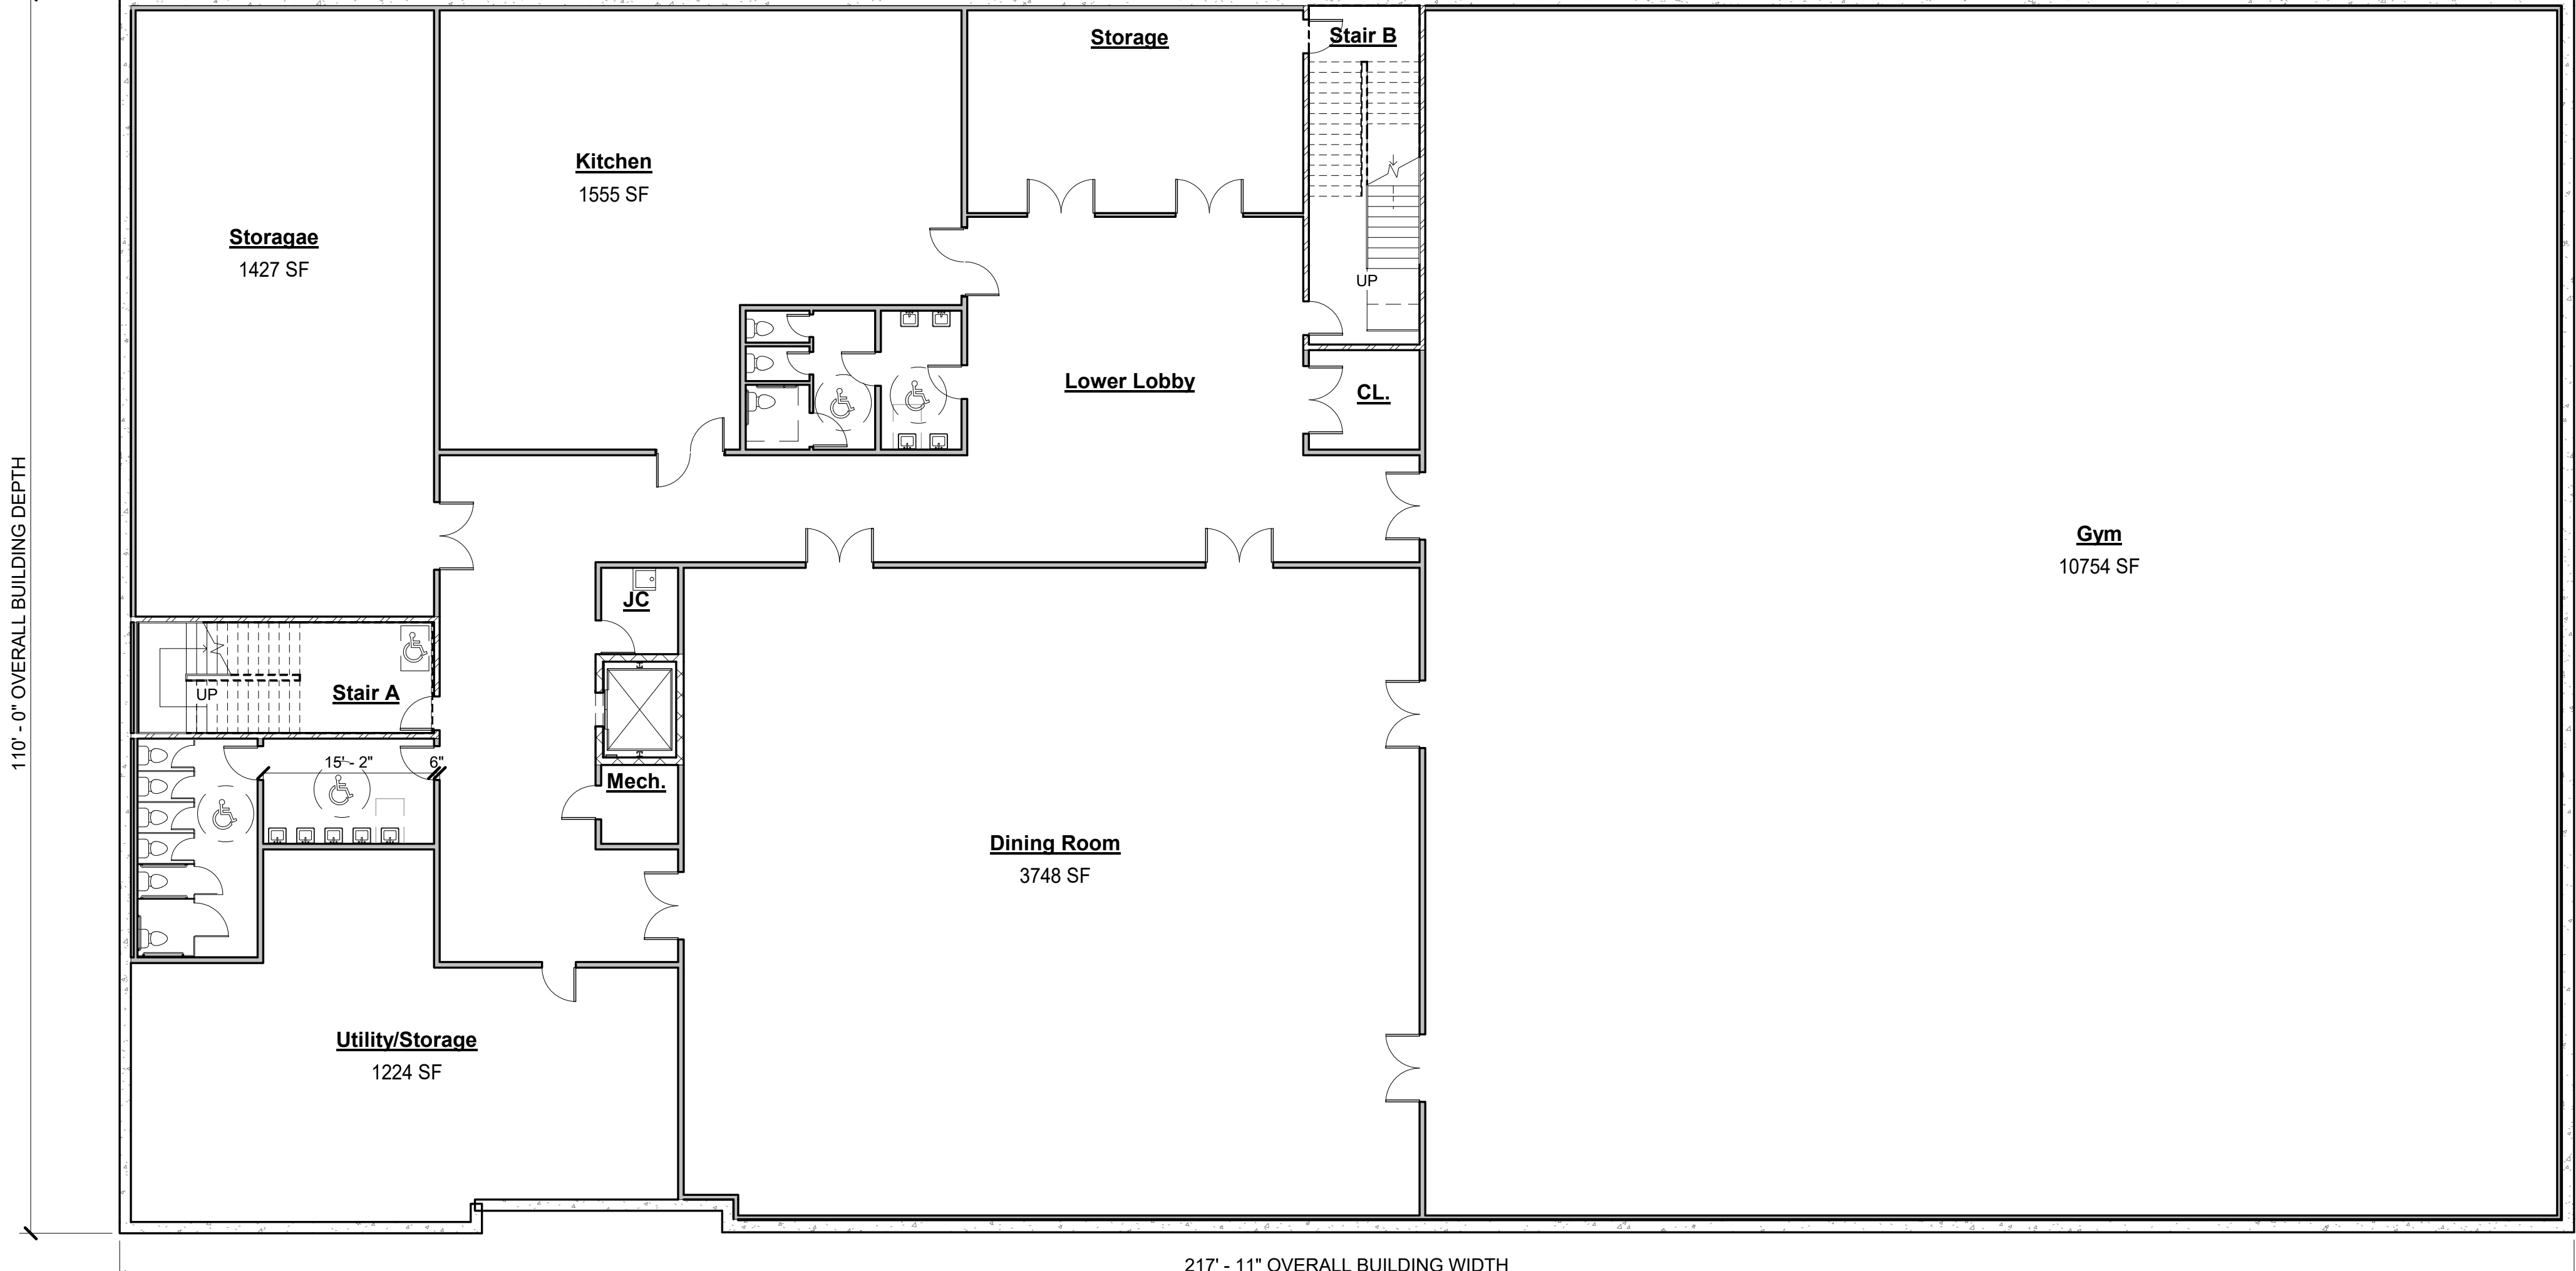 Storage
Stair B
Kitchen
1555 SF
Storagae
1427 SF
UP
Lower Lobby
CL.
110' - 0" OVERALL BUILDING DEPTH
Gym
10754 SF
JC
UP
Stair A
15' - 2"
6"
Mech.
Dining Room
3748 SF
Utility/Storage
1224 SF
217' - 11" OVERALL BUILDING WIDTH